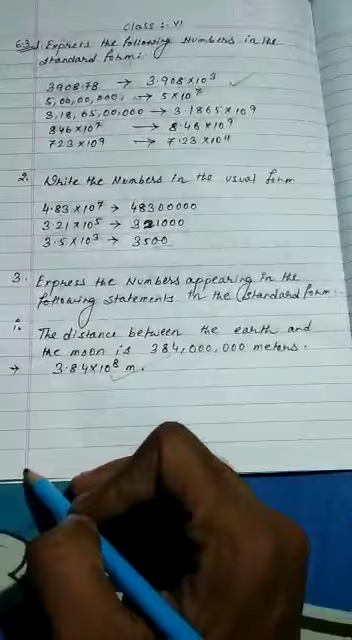 Class : VI
6.3.) Express the following Numbers in the
standard form:
3908.78 → 3.908×10³
5,00,00,000, → 5×10⁷
3,18,65,00,000 → 3.1865×10⁹
846×10⁷ → 8.46×10⁹
723×10⁹ → 7.23×10¹¹
2. Write the Numbers in the usual form
4.83×10⁷ → 48300000
3.21×10⁵ → 321000
3.5×10³ → 3500
3. Express the Numbers appearing in the
following statements in the (standard form.
i. The distance between the earth and
the moon is 384,000,000 meters.
→ 3.84×10⁸ m.